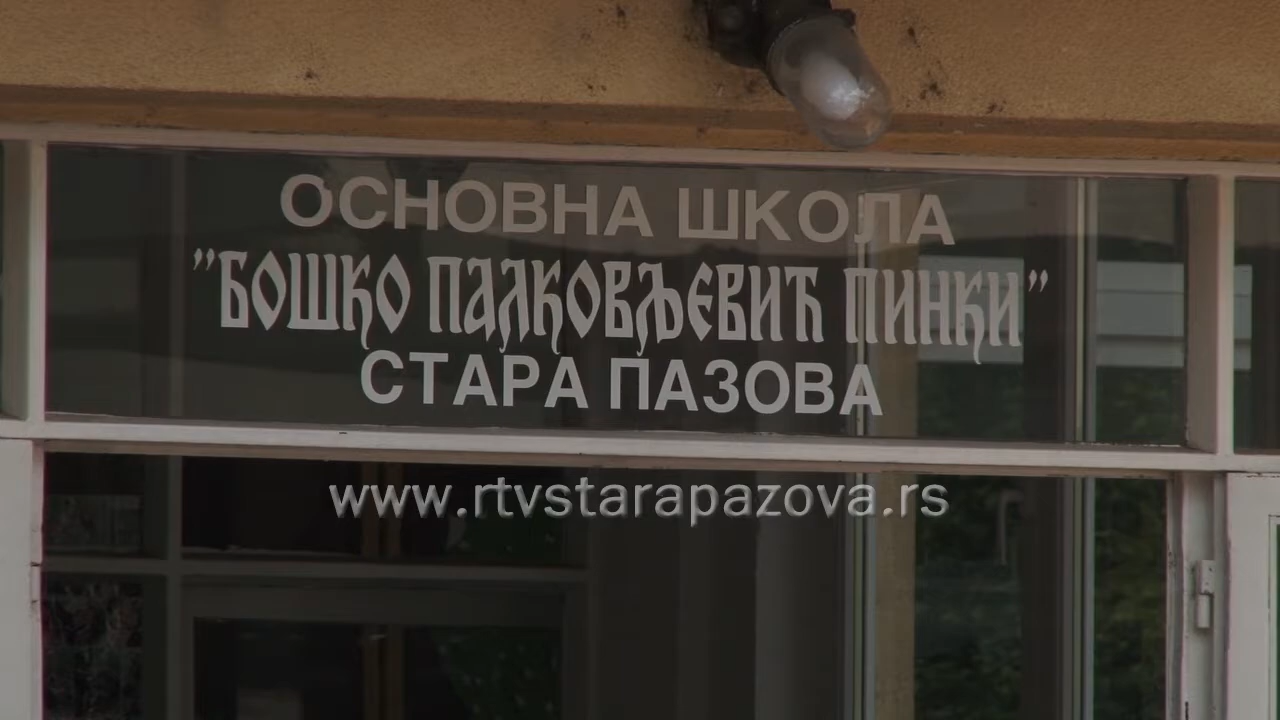 ОСНОВНА ШКОЛА
"БОШКО ПАЛКОВЉЕВИЋ ПИНКИ"
СТАРА ПАЗОВА
www.rtvstarapazova.rs